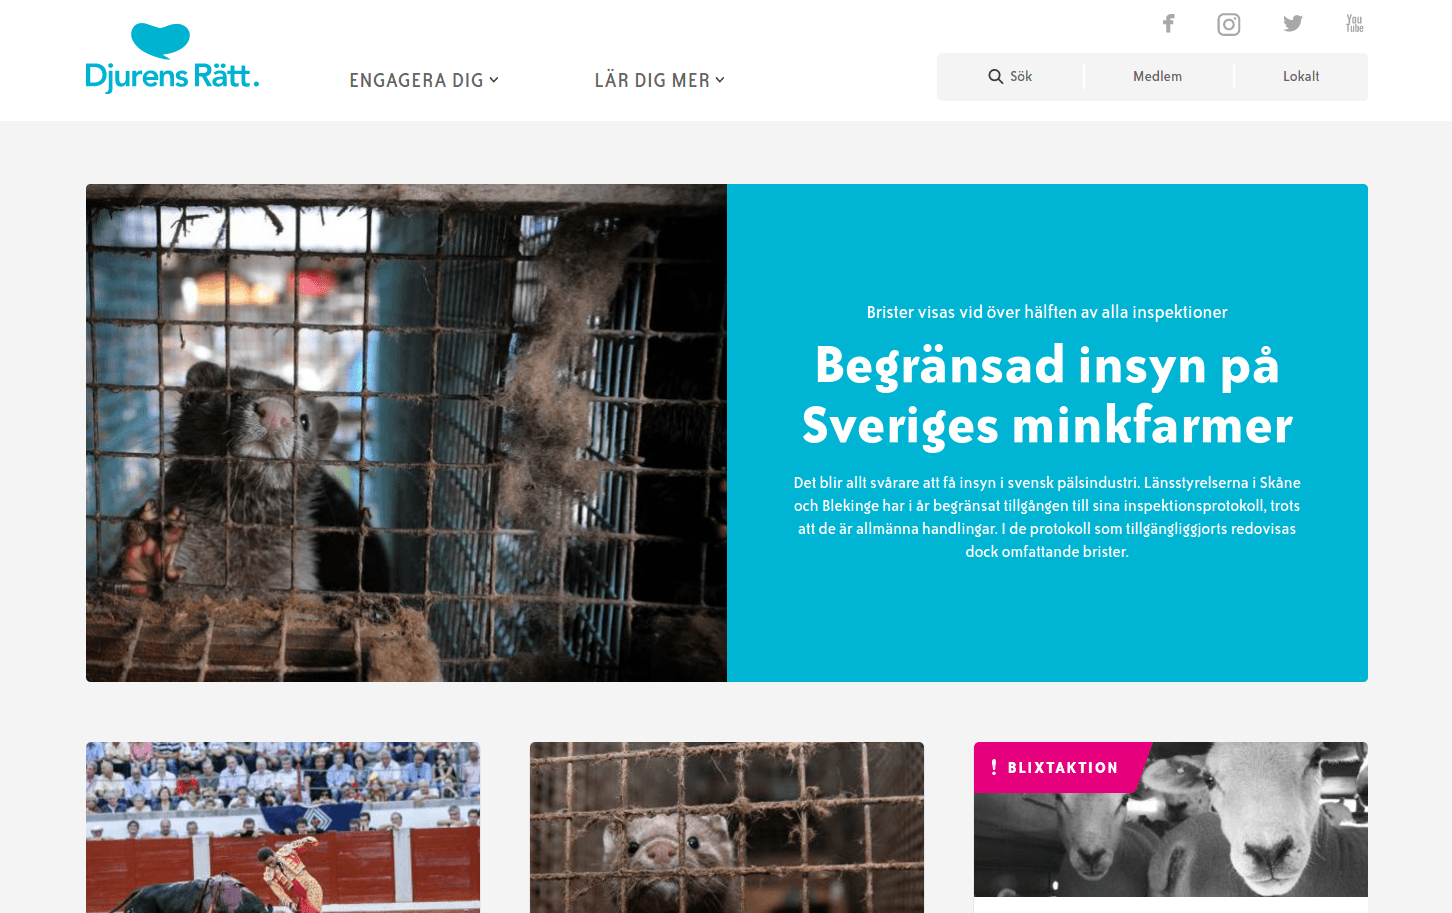 Djurens Rätt.
ENGAGERA DIG
LÄR DIG MER
You
Tube
Sök
Medlem
Lokalt
Brister visas vid över hälften av alla inspektioner
Begränsad insyn på
Sveriges minkfarmer
Det blir allt svårare att få insyn i svensk pälsindustri. Länsstyrelserna i Skåne
och Blekinge har i år begränsat tillgången till sina inspektionsprotokoll, trots
att de är allmänna handlingar. I de protokoll som tillgängliggjorts redovisas
dock omfattande brister.
! BLIXTAKTION